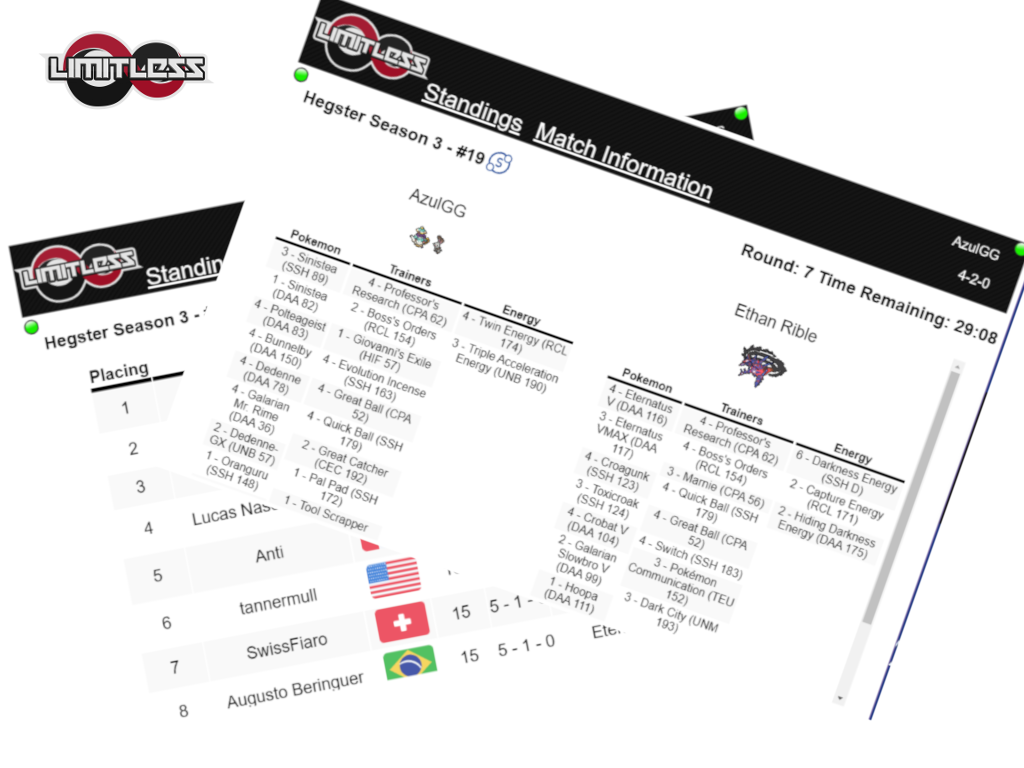 LIMITLESS
LIMITLESS
Standings Match Information
AzulGG
4-2-0
Hegster Season 3 - #19 S
Round: 7 Time Remaining: 29:08
AzulGG
Pokemon
3 - Sinistea
(SSH 89)
1 - Sinistea
(DAA 82)
4 - Polteageist
(DAA 83)
4 - Bunnelby
(DAA 150)
4 - Dedenne
(DAA 78)
4 - Galarian
Mr. Rime
(DAA 36)
2 - Dedenne-
GX (UNB 57)
1 - Oranguru
(SSH 148)
Trainers
4 - Professor's
Research (CPA 62)
2 - Boss's Orders
(RCL 154)
1 - Giovanni's Exile
(HIF 57)
4 - Evolution Incense
(SSH 163)
4 - Great Ball (CPA
52)
4 - Quick Ball (SSH
179)
2 - Great Catcher
(CEC 192)
1 - Pal Pad (SSH
172)
1 - Tool Scrapper
Energy
4 - Twin Energy (RCL
174)
3 - Triple Acceleration
Energy (UNB 190)
Ethan Rible
Pokemon
4 - Eternatus
V (DAA 116)
3 - Eternatus
VMAX (DAA
117)
4 - Croagunk
(SSH 123)
3 - Toxicroak
(SSH 124)
4 - Crobat V
(DAA 104)
2 - Galarian
Slowbro V
(DAA 99)
1 - Hoopa
(DAA 111)
Trainers
4 - Professor's
Research (CPA 62)
4 - Boss's Orders
(RCL 154)
3 - Marnie (CPA 56)
4 - Quick Ball (SSH
179)
4 - Great Ball (CPA
52)
4 - Switch (SSH 183)
3 - Pokémon
Communication (TEU
152)
3 - Dark City (UNM
193)
Energy
6 - Darkness Energy
(SSH D)
2 - Capture Energy
(RCL 171)
2 - Hiding Darkness
Energy (DAA 175)
LIMITLESS
Standin
Hegster Season 3 -
Placing
1
2
3
4 Lucas Nas
5 Anti
6 tannermull
7 SwissFiaro 15 5 - 1 -
8 Augusto Beringuer 15 5 - 1 - 0 Ete